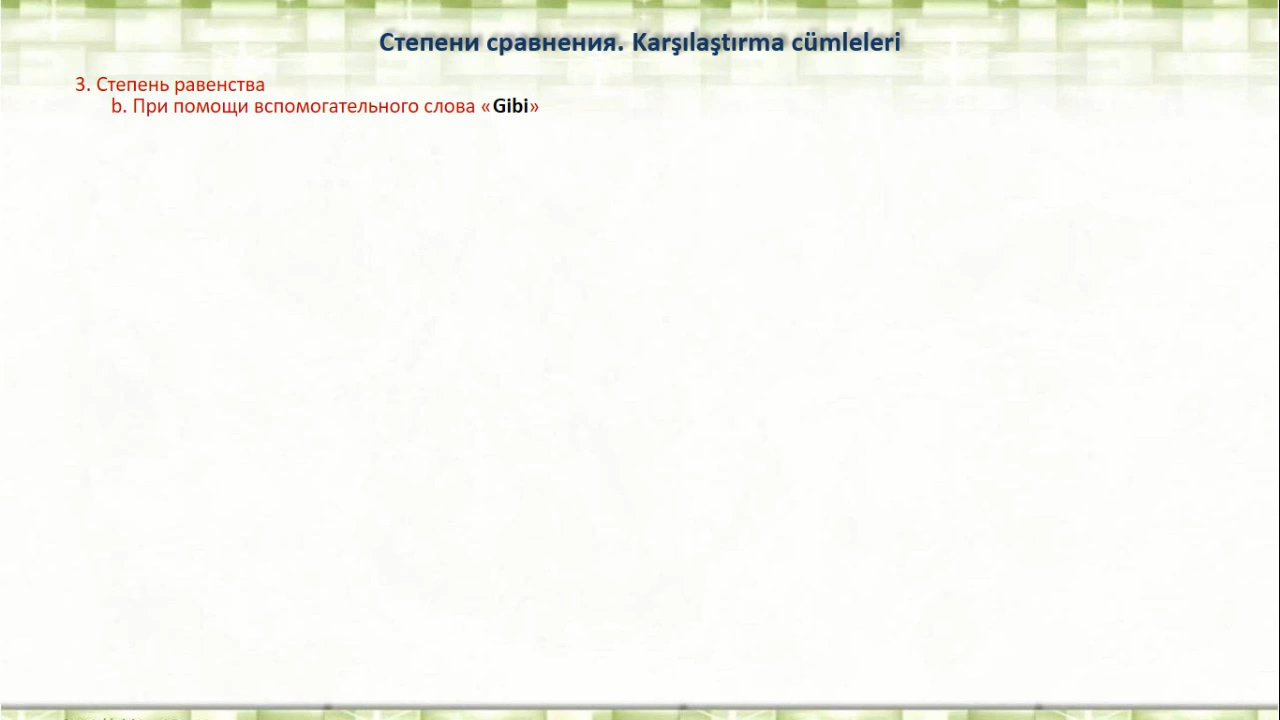 Степени сравнения. Karşılaştırma cümleleri
3. Степень равенства
b. При помощи вспомогательного слова «Gibi»